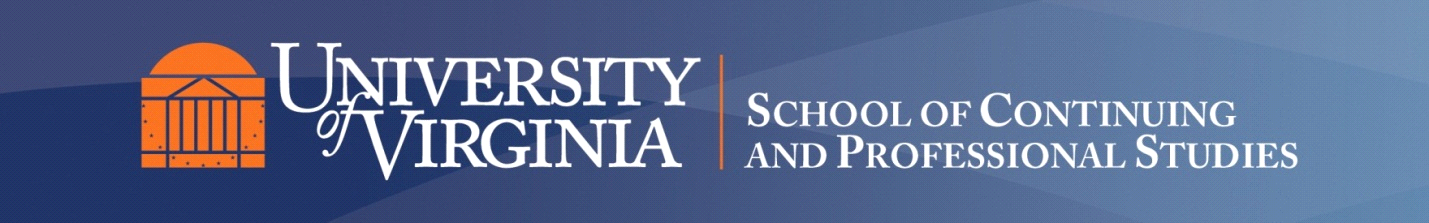 UNIVERSITY
of VIRGINIA
SCHOOL OF CONTINUING
AND PROFESSIONAL STUDIES